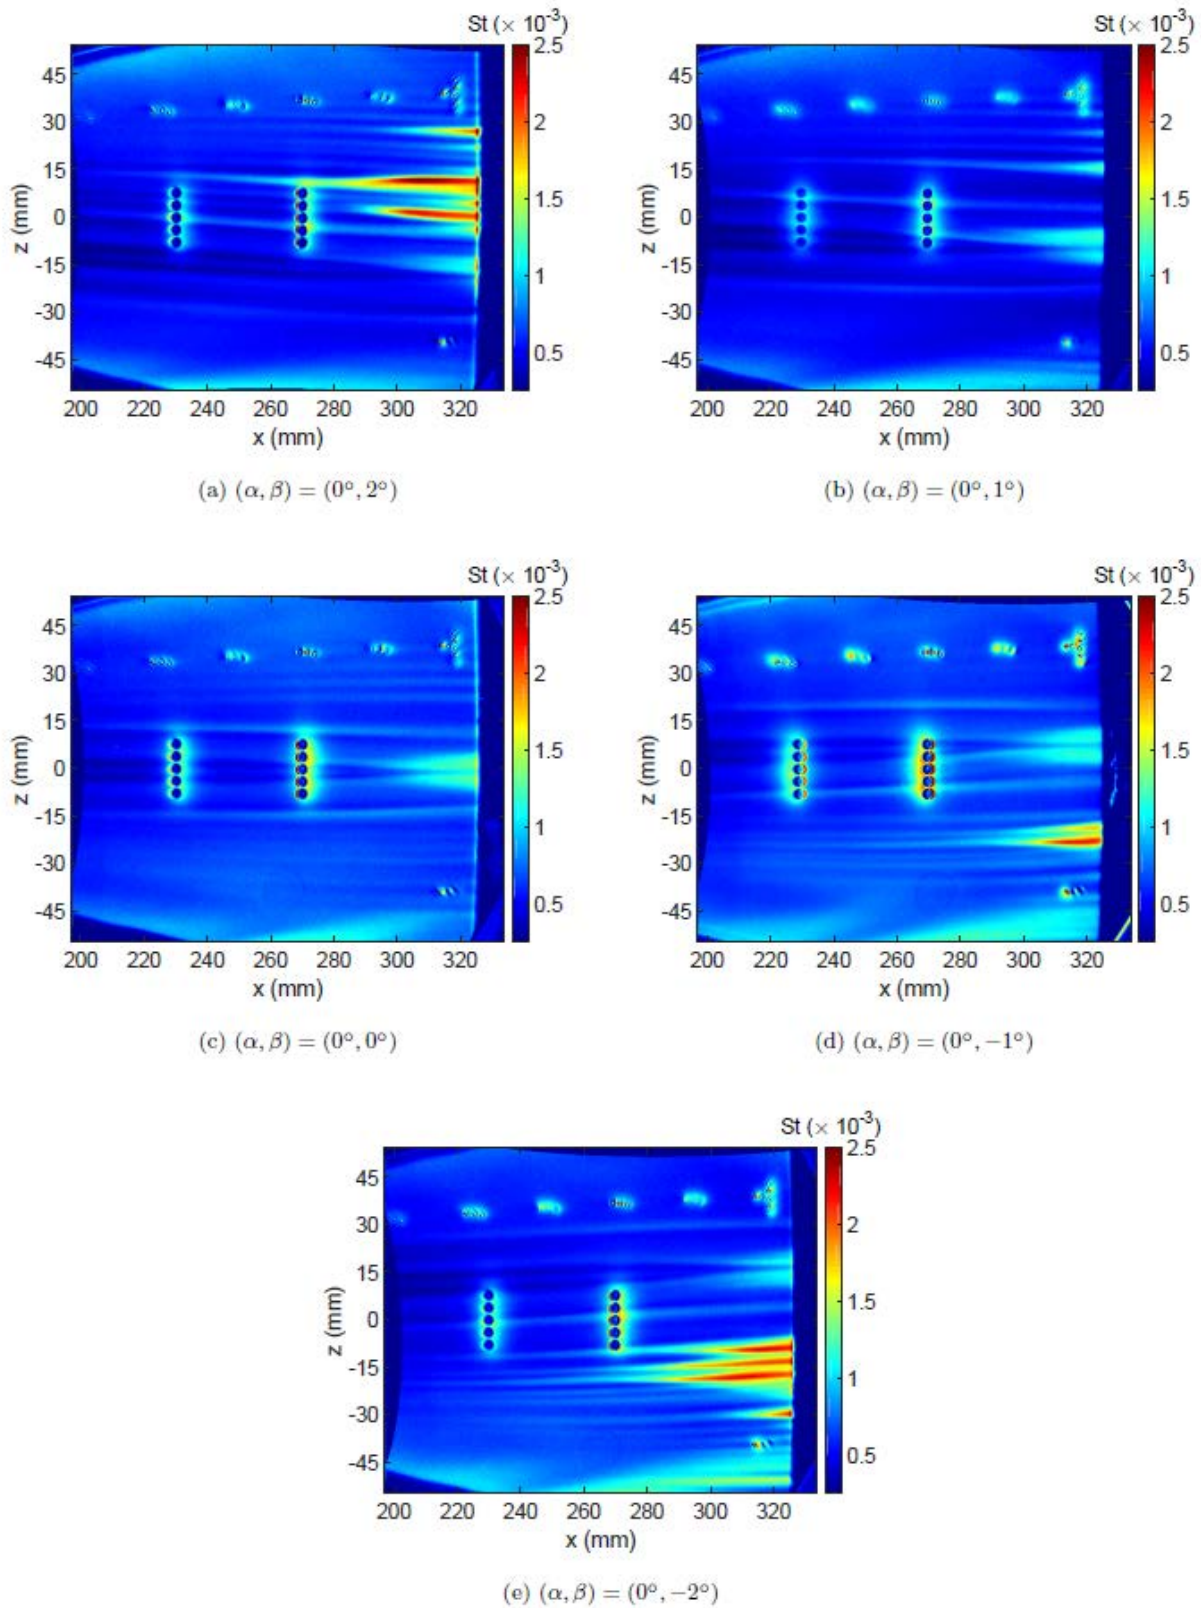 St (× 10⁻³)
St (× 10⁻³)
45
30
15
0
-15
-30
-45
z (mm)
200 220 240 260 280 300 320
x (mm)
2.5
2
1.5
1
0.5
45
30
15
0
-15
-30
-45
z (mm)
200 220 240 260 280 300 320
x (mm)
2.5
2
1.5
1
0.5
(a) (α, β) = (0°, 2°)
(b) (α, β) = (0°, 1°)
St (× 10⁻³)
St (× 10⁻³)
45
30
15
0
-15
-30
-45
z (mm)
200 220 240 260 280 300 320
x (mm)
2.5
2
1.5
1
0.5
45
30
15
0
-15
-30
-45
z (mm)
200 220 240 260 280 300 320
x (mm)
2.5
2
1.5
1
0.5
(c) (α, β) = (0°, 0°)
(d) (α, β) = (0°, −1°)
St (× 10⁻³)
45
30
15
0
-15
-30
-45
z (mm)
200 220 240 260 280 300 320
x (mm)
2.5
2
1.5
1
0.5
(e) (α, β) = (0°, −2°)